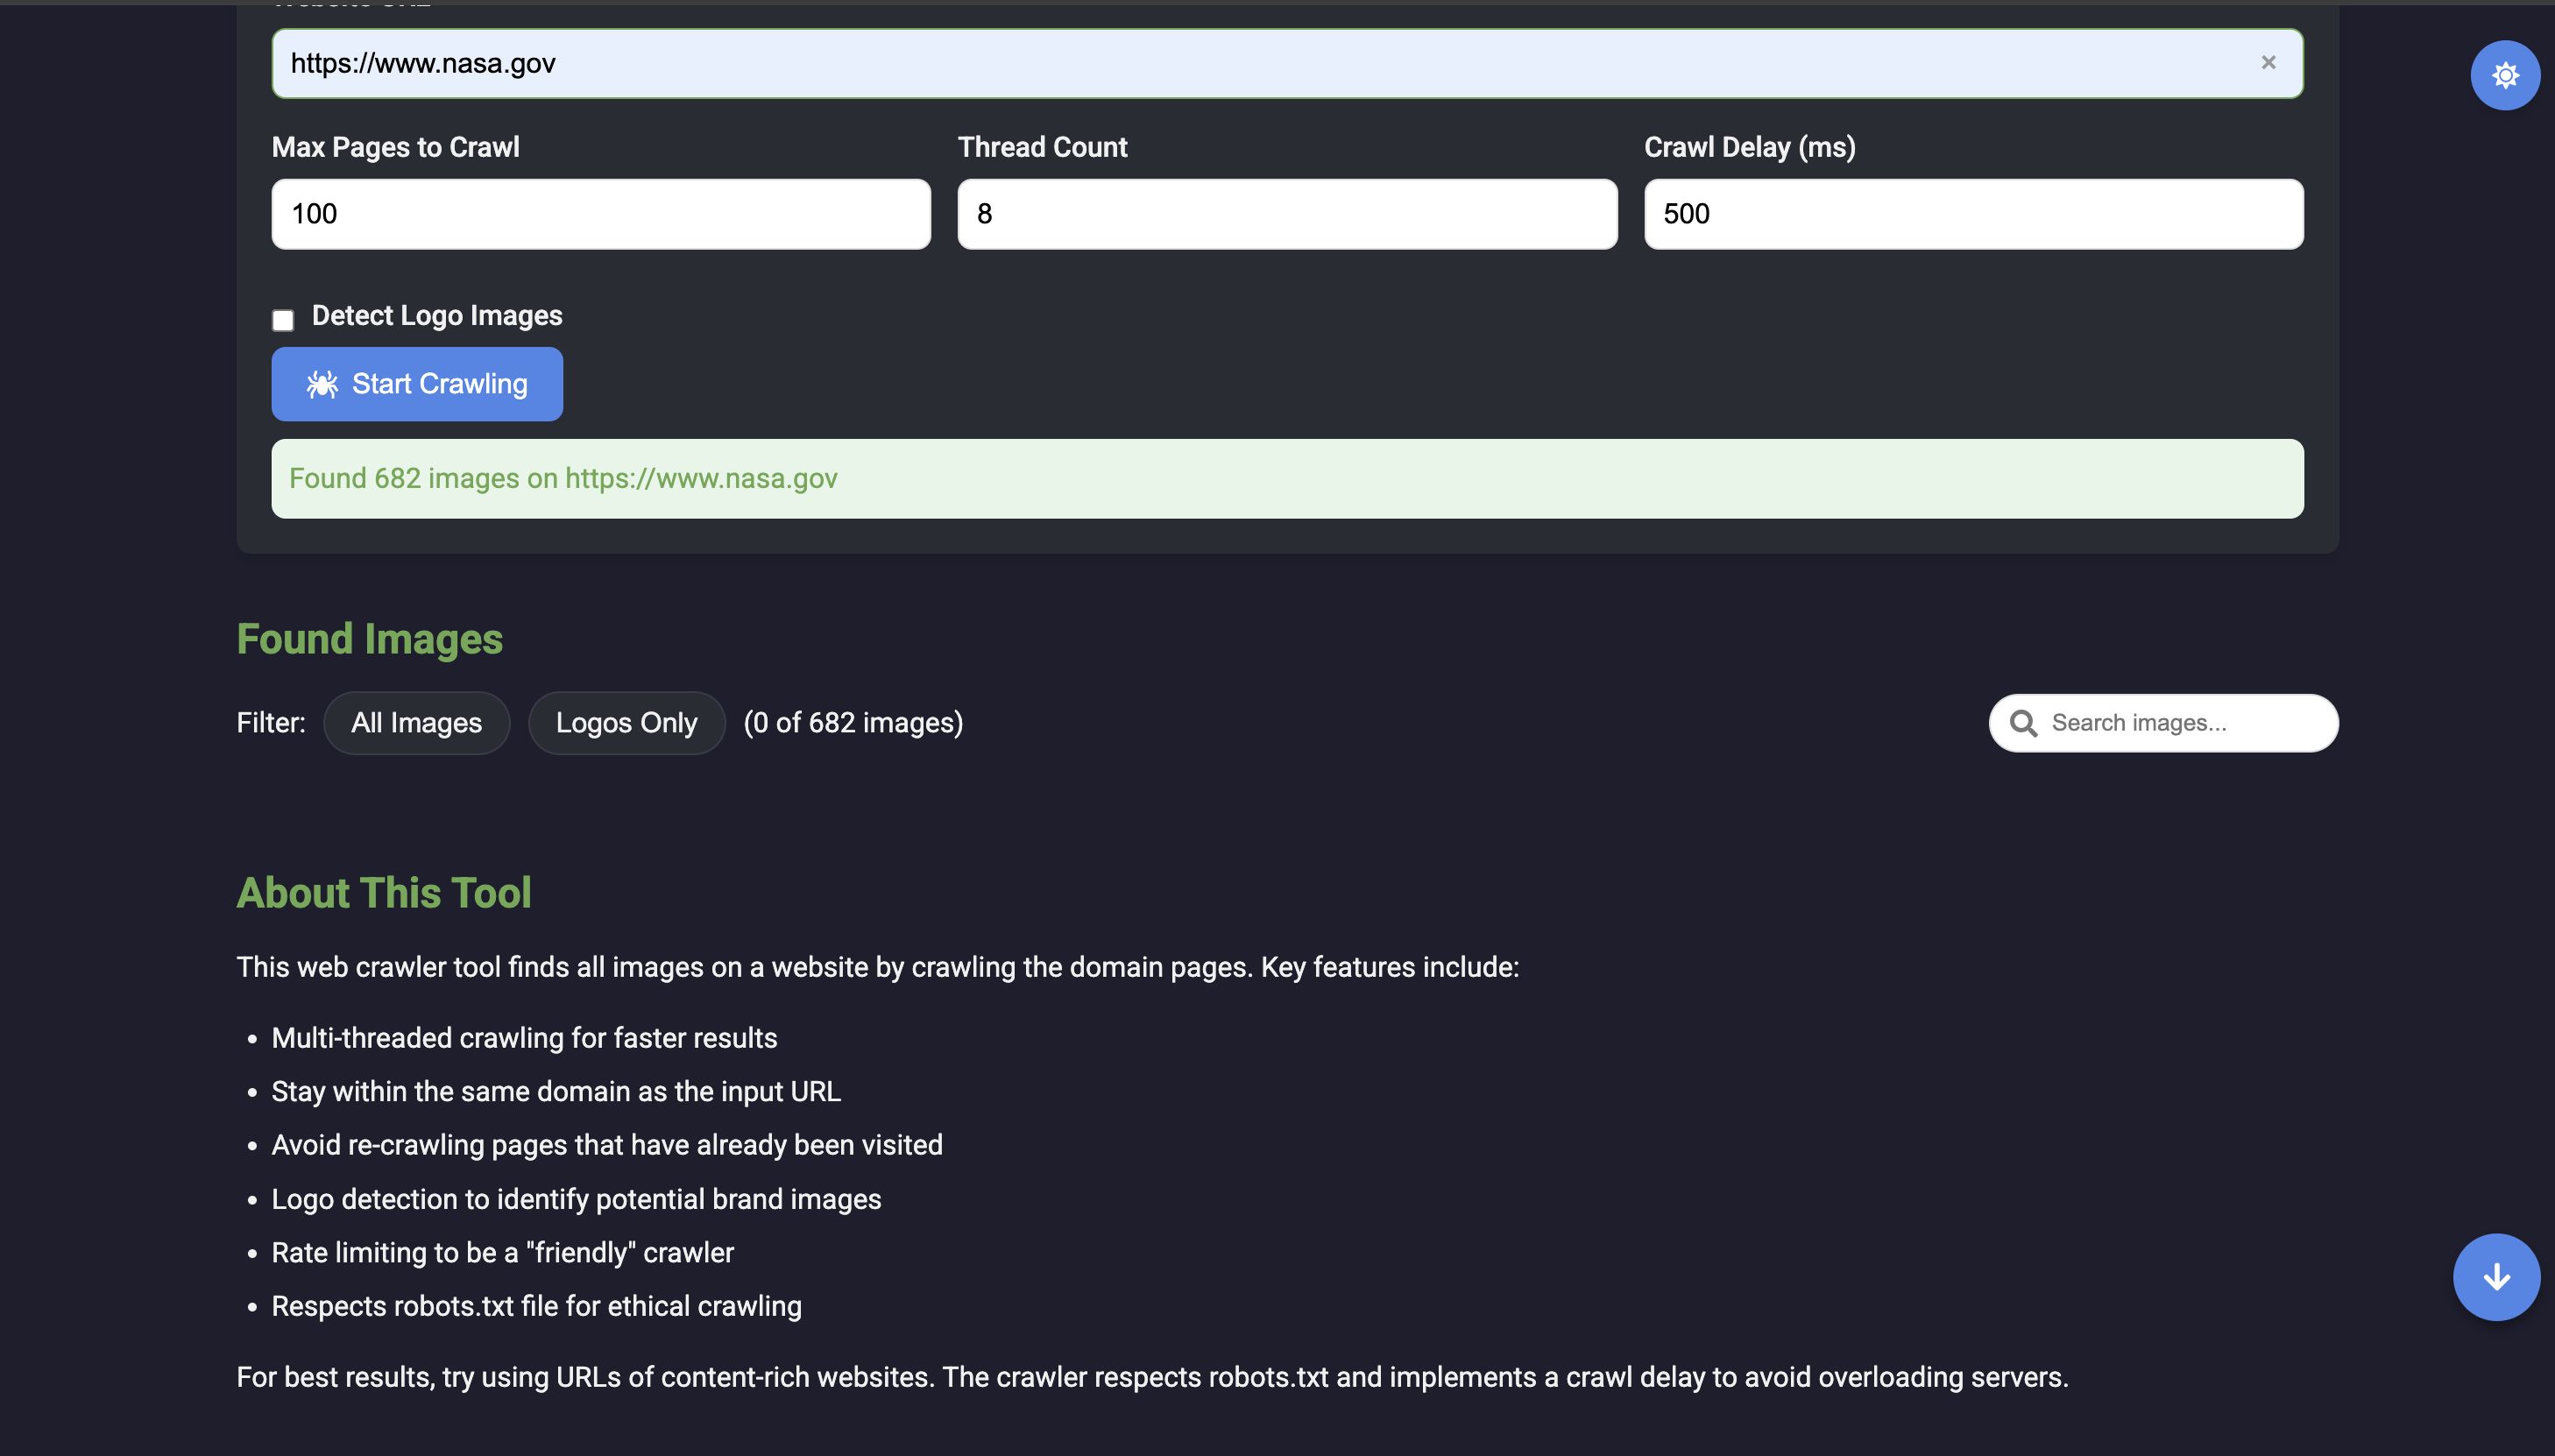 https://www.nasa.gov
×
Max Pages to Crawl
Thread Count
Crawl Delay (ms)
100
8
500
Detect Logo Images
Start Crawling
Found 682 images on https://www.nasa.gov
Found Images
Filter: All Images Logos Only (0 of 682 images)
Search images...
About This Tool
This web crawler tool finds all images on a website by crawling the domain pages. Key features include:
• Multi-threaded crawling for faster results
• Stay within the same domain as the input URL
• Avoid re-crawling pages that have already been visited
• Logo detection to identify potential brand images
• Rate limiting to be a "friendly" crawler
• Respects robots.txt file for ethical crawling
For best results, try using URLs of content-rich websites. The crawler respects robots.txt and implements a crawl delay to avoid overloading servers.